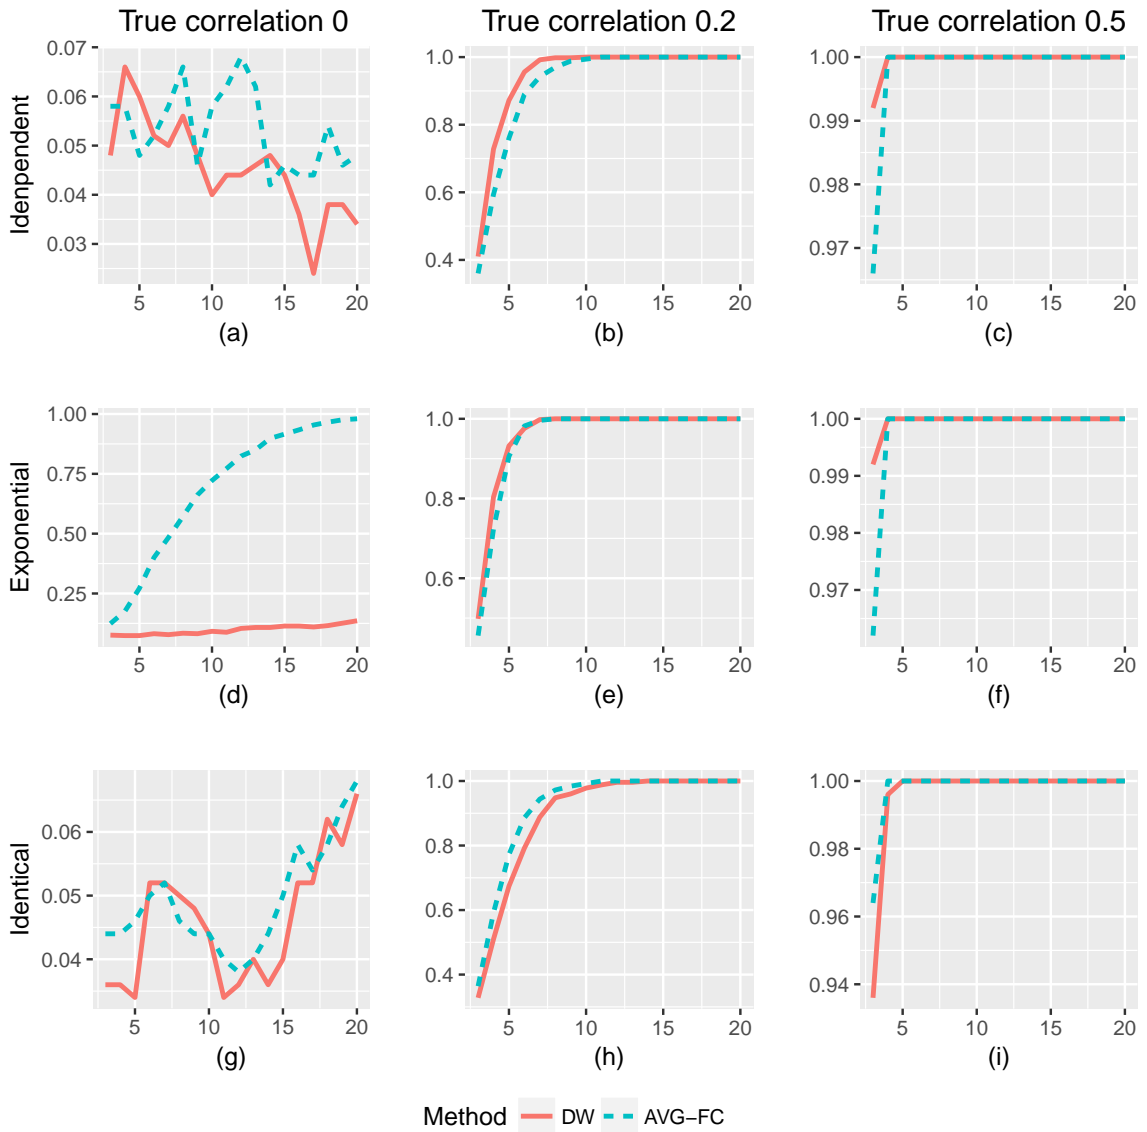 True correlation 0
True correlation 0.2
True correlation 0.5
Idenpendent
0.07
0.06
0.05
0.04
0.03
5 10 15 20
(a)
1.0
0.8
0.6
0.4
5 10 15 20
(b)
1.00
0.99
0.98
0.97
5 10 15 20
(c)
Exponential
1.00
0.75
0.50
0.25
5 10 15 20
(d)
1.0
0.8
0.6
5 10 15 20
(e)
1.00
0.99
0.98
0.97
5 10 15 20
(f)
Identical
0.06
0.05
0.04
5 10 15 20
(g)
1.0
0.8
0.6
0.4
5 10 15 20
(h)
1.00
0.98
0.96
0.94
5 10 15 20
(i)
Method DW AVG−FC